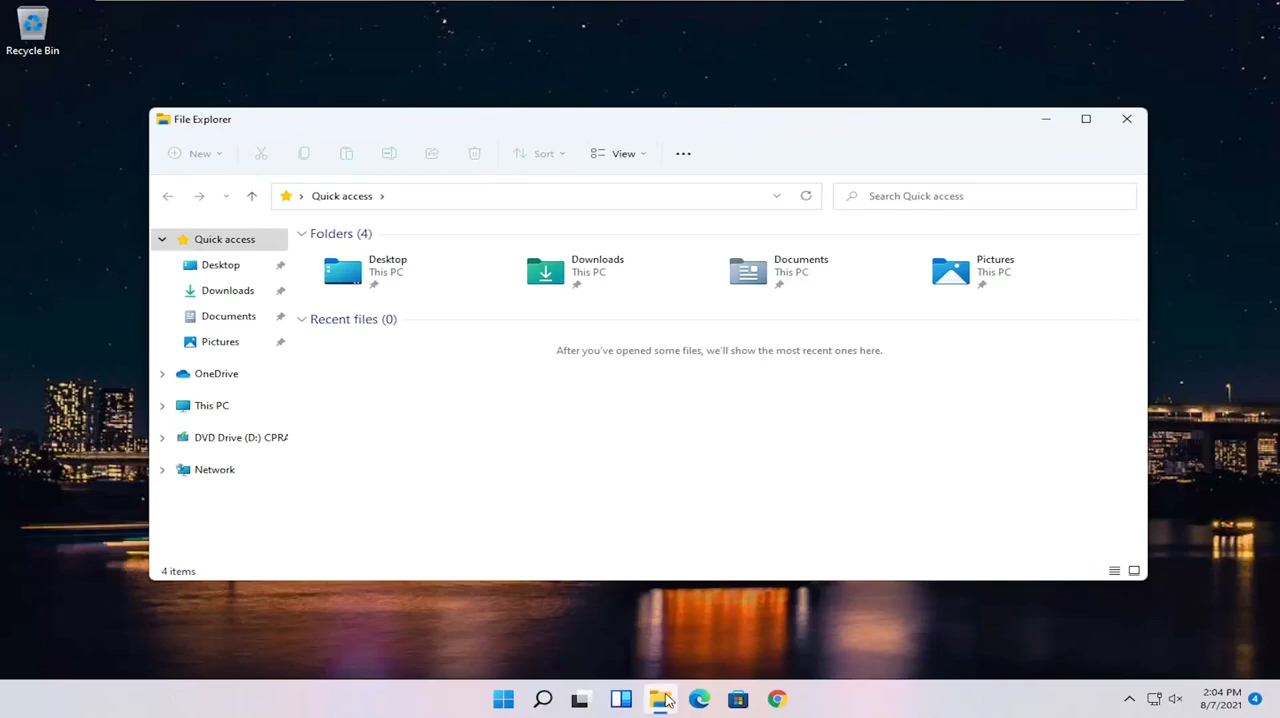 Recycle Bin
File Explorer
New
Sort
View
Quick access
Search Quick access
Quick access
Desktop
Downloads
Documents
Pictures
OneDrive
This PC
DVD Drive (D:) CPRA
Network
Folders (4)
Desktop
This PC
Downloads
This PC
Documents
This PC
Pictures
This PC
Recent files (0)
After you've opened some files, we'll show the most recent ones here.
4 items
2:04 PM
8/7/2021
4